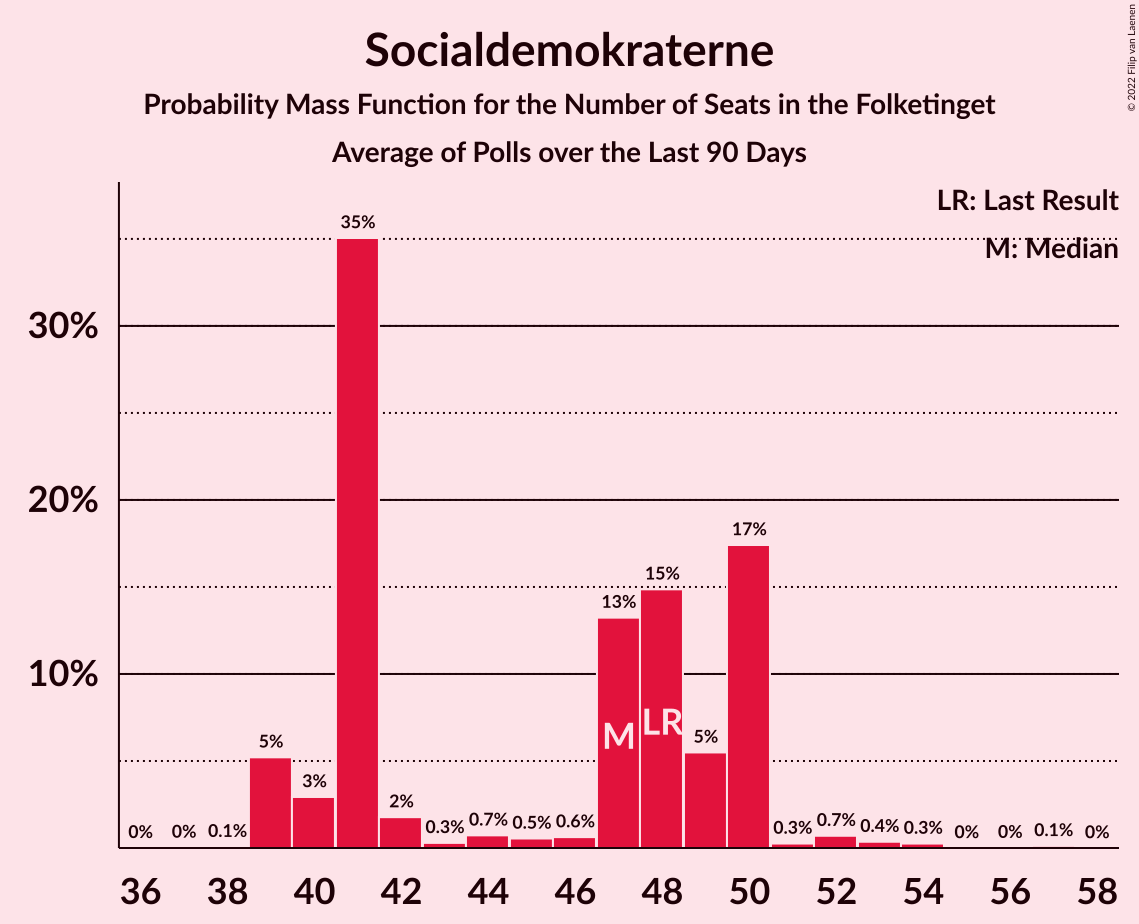 Socialdemokraterne
Probability Mass Function for the Number of Seats in the Folketinget
Average of Polls over the Last 90 Days
© 2022 Filip van Laenen
LR: Last Result
M: Median
35%
30%
20%
17%
15%
13%
10%
M
LR
5%
5%
3%
2%
0%
0%
0.1%
0.3%
0.7%
0.5%
0.6%
0.3%
0.7%
0.4%
0.3%
0%
0%
0.1%
0%
36 38 40 42 44 46 48 50 52 54 56 58